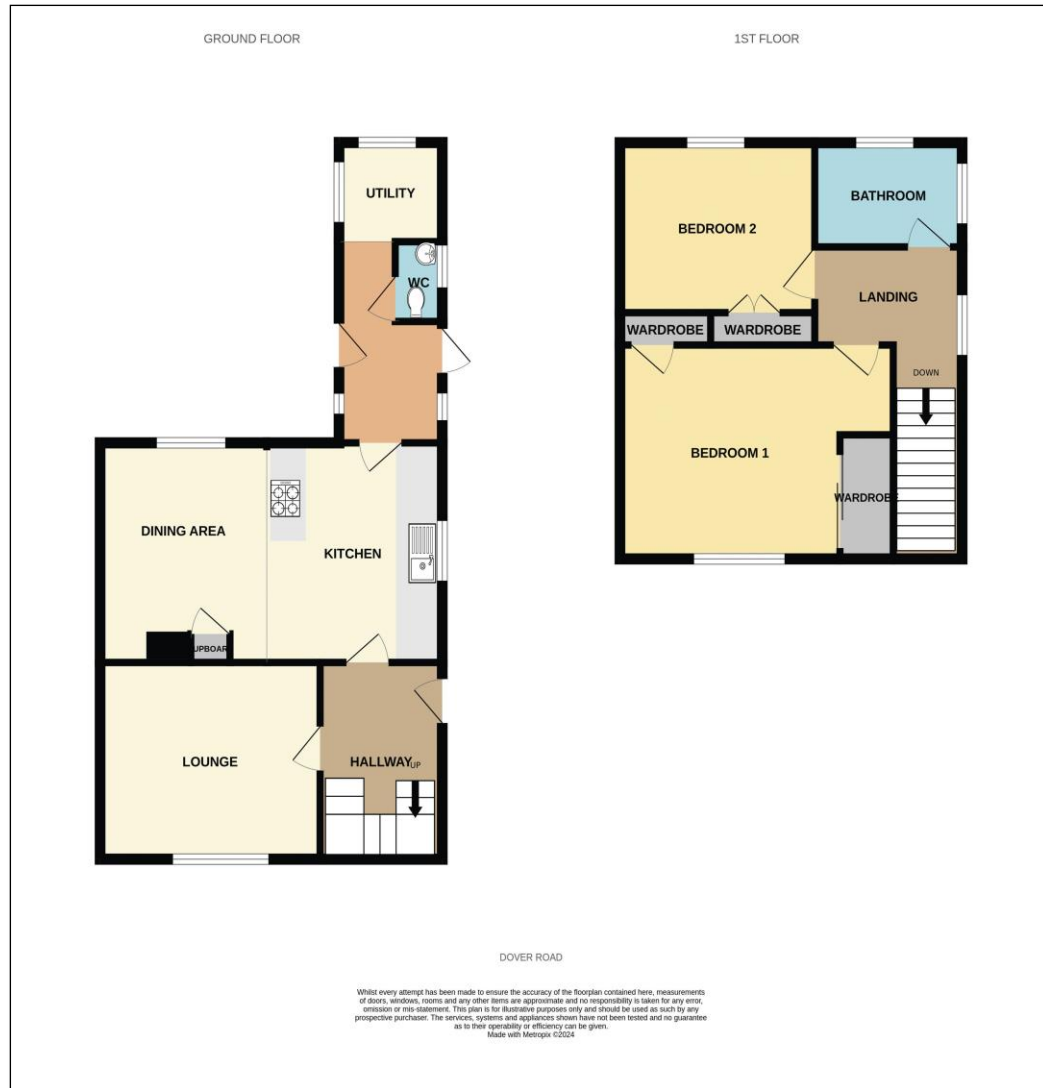 GROUND FLOOR
1ST FLOOR
UTILITY
WC
DINING AREA
KITCHEN
UPBOAR
LOUNGE
HALLWAY
UP
BEDROOM 2
BATHROOM
LANDING
WARDROBE
WARDROBE
DOWN
BEDROOM 1
WARDROBE
DOVER ROAD
Whilst every attempt has been made to ensure the accuracy of the floorplan contained here, measurements
of doors, windows, rooms and any other items are approximate and no responsibility is taken for any error,
omission or mis-statement. This plan is for illustrative purposes only and should be used as such by any
prospective purchaser. The services, systems and appliances shown have not been tested and no guarantee
as to their operability or efficiency can be given.
Made with Metropix ©2024